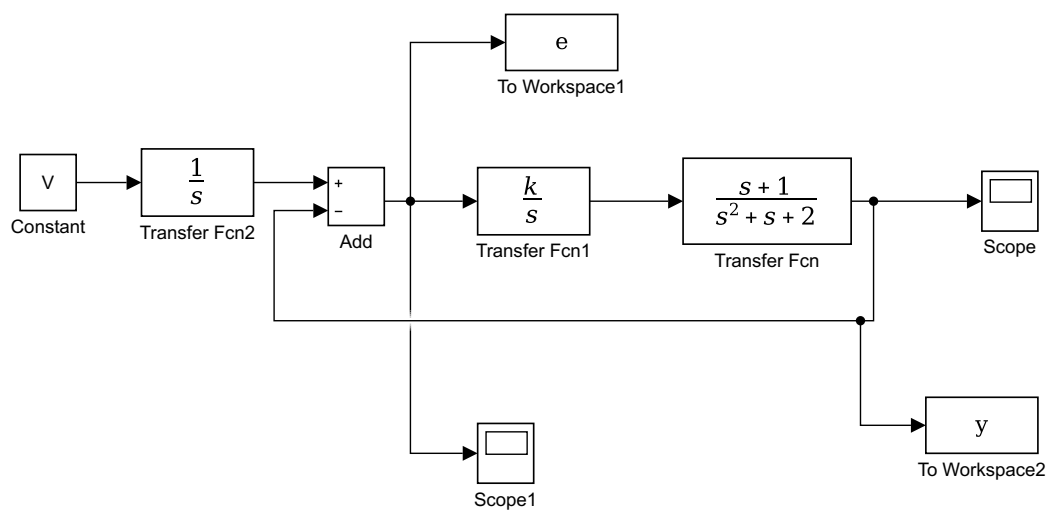 e
To Workspace1
V
Constant
1
s
Transfer Fcn2
+
−
Add
k
s
Transfer Fcn1
s + 1
s² + s + 2
Transfer Fcn
Scope
y
To Workspace2
Scope1